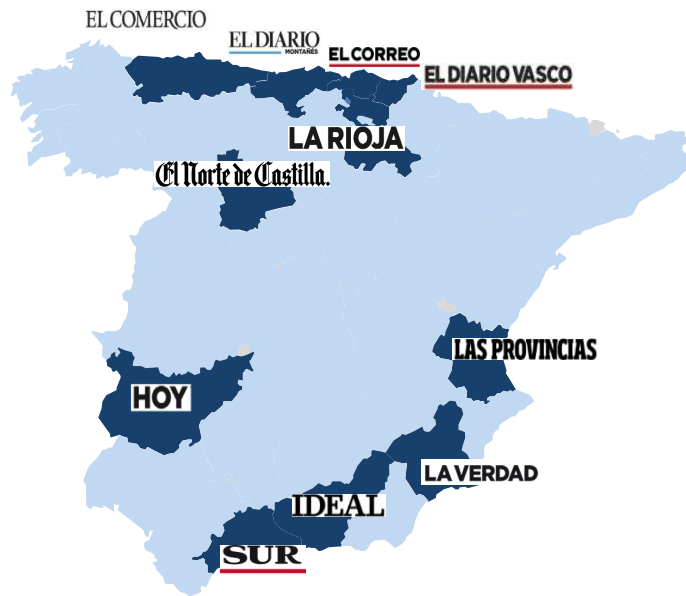 EL COMERCIO
EL DIARIO
MONTAÑÉS
EL CORREO
EL DIARIO VASCO
LA RIOJA
El Norte de Castilla.
LAS PROVINCIAS
HOY
LA VERDAD
IDEAL
SUR